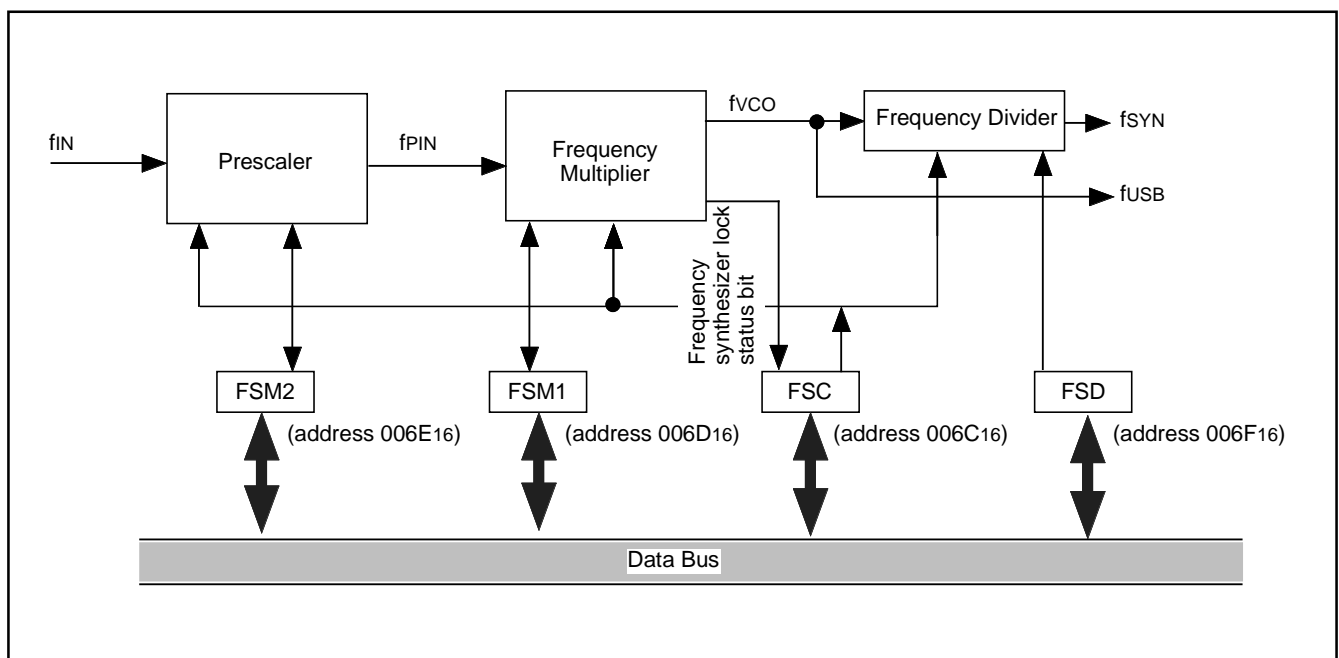 fIN
Prescaler
fPIN
Frequency
Multiplier
fVCO
Frequency Divider
fSYN
fUSB
Frequency
synthesizer lock
status bit
FSM2
(address 006E16)
FSM1
(address 006D16)
FSC
(address 006C16)
FSD
(address 006F16)
Data Bus